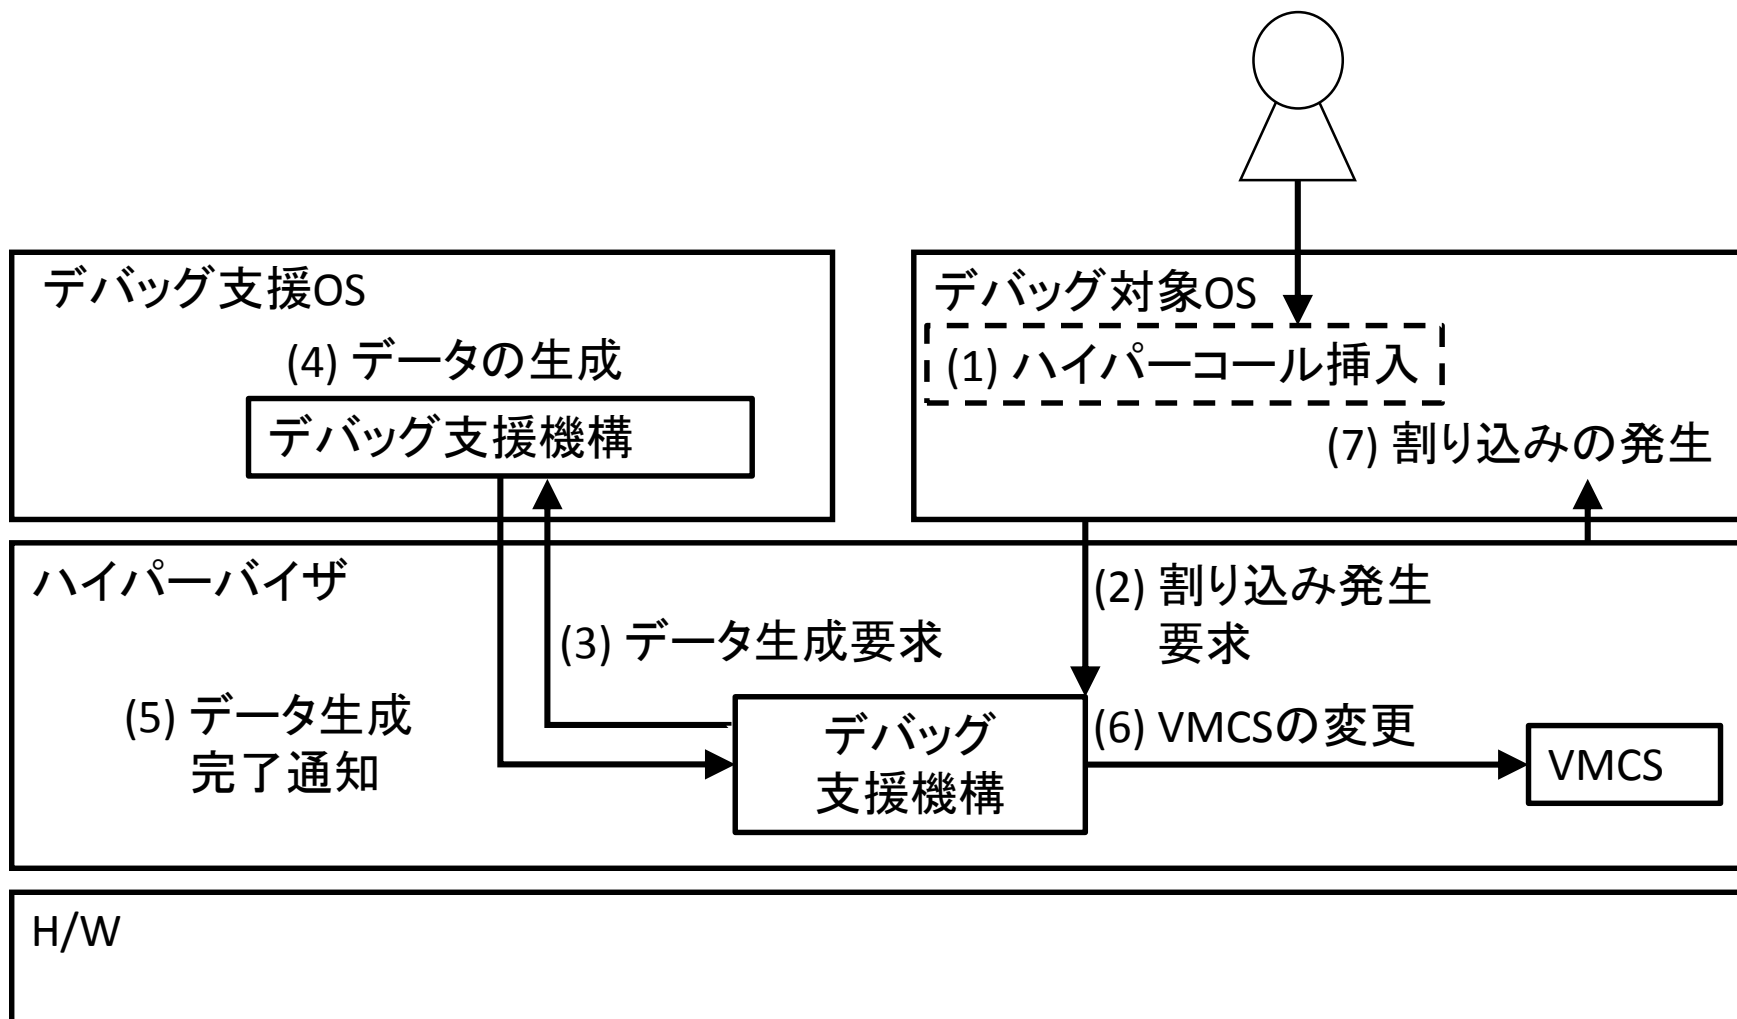 デバッグ支援OS
(4) データの生成
デバッグ支援機構
デバッグ対象OS
(1) ハイパーコール挿入
(7) 割り込みの発生
ハイパーバイザ
(2) 割り込み発生
要求
(3) データ生成要求
(5) データ生成
完了通知
デバッグ
支援機構
(6) VMCSの変更
VMCS
H/W